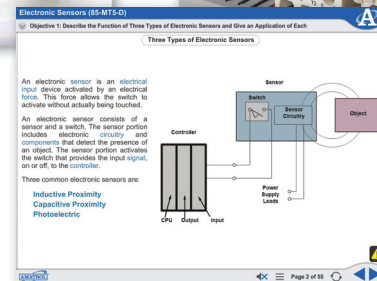 Electronic Sensors (85-MT5-D)
Objective 1: Describe the Function of Three Types of Electronic Sensors and Give an Application of Each
Three Types of Electronic Sensors
An electronic sensor is an electrical
input device activated by an electrical
force. This force allows the switch to
activate without actually being touched.
An electronic sensor consists of a
sensor and a switch. The sensor portion
includes electronic circuitry and
components that detect the presence of
an object. The sensor portion activates
the switch that provides the input signal,
on or off, to the controller.
Three common electronic sensors are:
Inductive Proximity
Capacitive Proximity
Photoelectric
Sensor
Switch
Sensor
Circuitry
Object
Controller
Power
Supply
Leads
CPU
Output
Input
AMATROL
Page 2 of 55